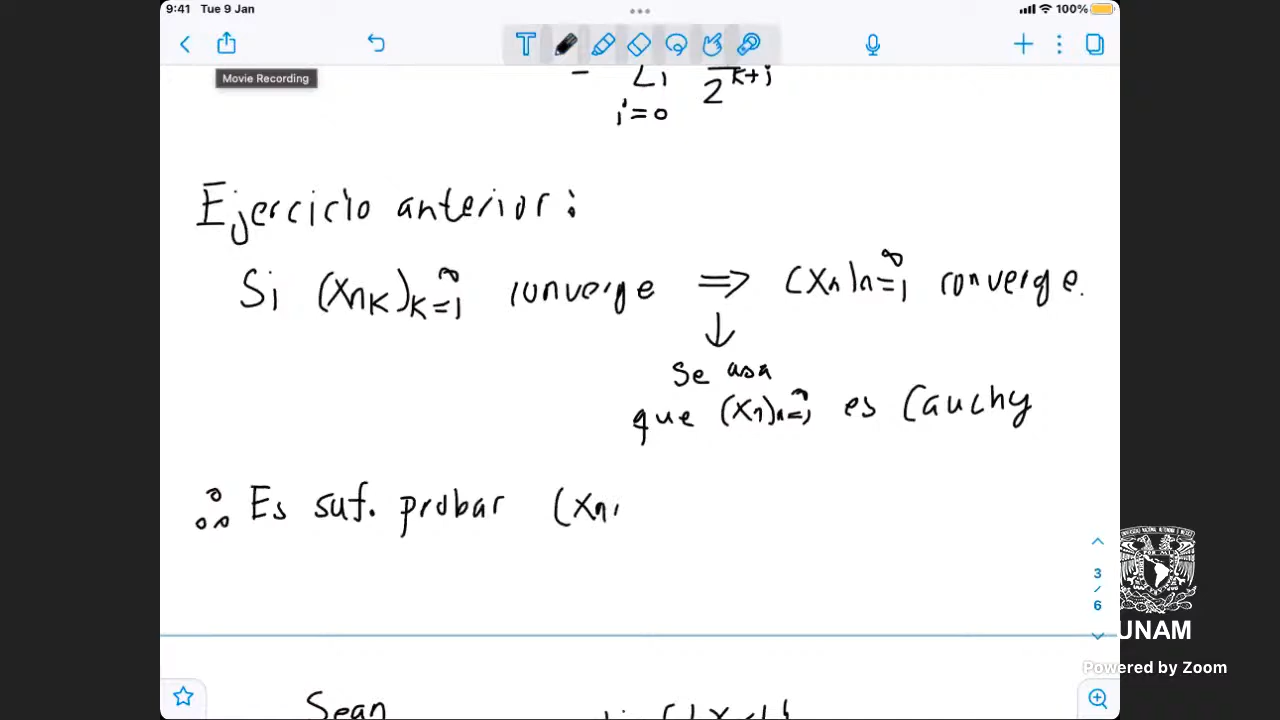 9:41 Tue 9 Jan
100%
Movie Recording
2^{k+i}
i=0
Ejercicio anterior:
Si (x_{n_k})_{k=1}^∞ converge ⟹ (x_n)_{n=1}^∞ converge.
↓
Se usa
que (x_n)_{n=1}^∞ es Cauchy
∴ Es suf. probar (x_n
3
6
UNAM
Powered by Zoom
Sean